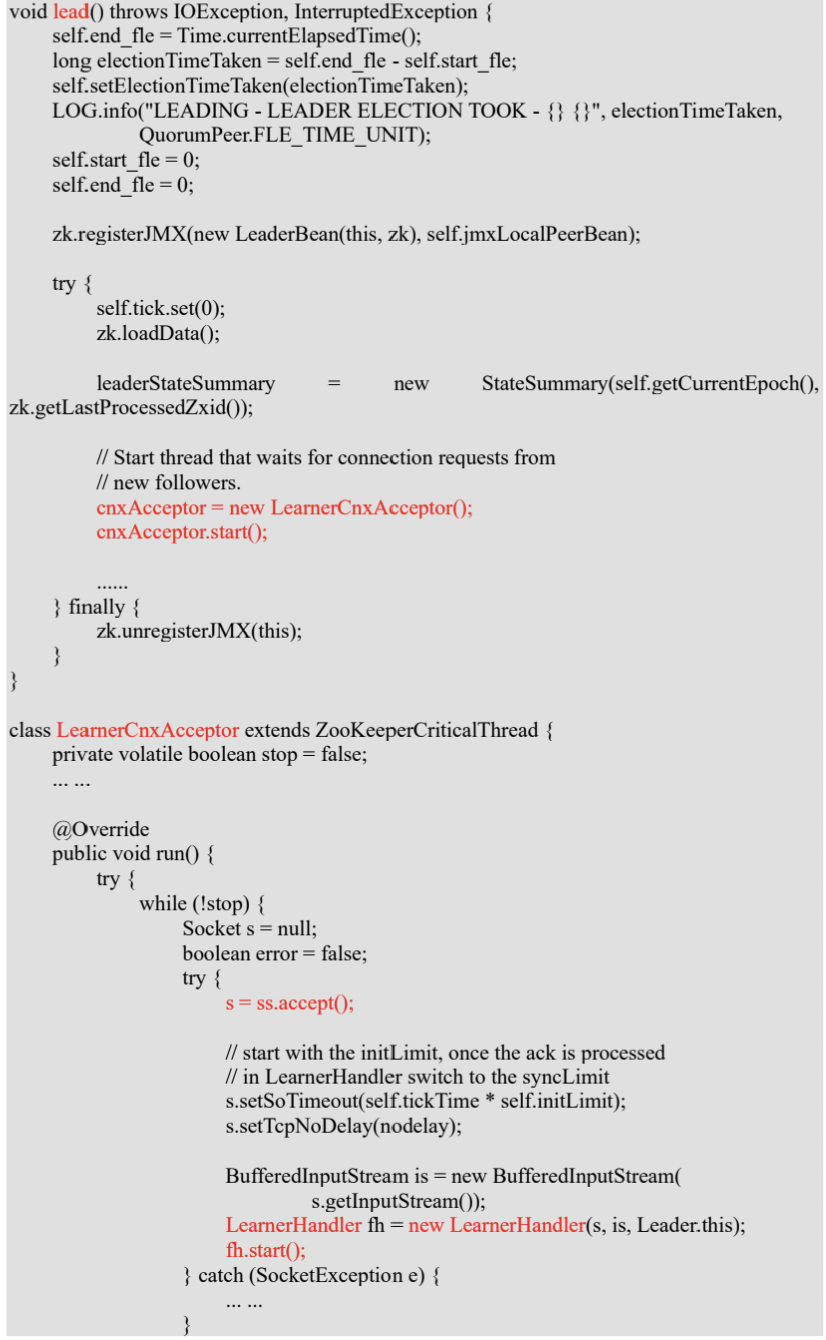 void lead() throws IOException, InterruptedException {
self.end_fle = Time.currentElapsedTime();
long electionTimeTaken = self.end_fle - self.start_fle;
self.setElectionTimeTaken(electionTimeTaken);
LOG.info("LEADING - LEADER ELECTION TOOK - {} {}", electionTimeTaken,
QuorumPeer.FLE_TIME_UNIT);
self.start_fle = 0;
self.end_fle = 0;
zk.registerJMX(new LeaderBean(this, zk), self.jmxLocalPeerBean);
try {
self.tick.set(0);
zk.loadData();
leaderStateSummary = new StateSummary(self.getCurrentEpoch(),
zk.getLastProcessedZxid());
// Start thread that waits for connection requests from
// new followers.
cnxAcceptor = new LearnerCnxAcceptor();
cnxAcceptor.start();
......
} finally {
zk.unregisterJMX(this);
}
}
class LearnerCnxAcceptor extends ZooKeeperCriticalThread {
private volatile boolean stop = false;
... ...
@Override
public void run() {
try {
while (!stop) {
Socket s = null;
boolean error = false;
try {
s = ss.accept();
// start with the initLimit, once the ack is processed
// in LearnerHandler switch to the syncLimit
s.setSoTimeout(self.tickTime * self.initLimit);
s.setTcpNoDelay(nodelay);
BufferedInputStream is = new BufferedInputStream(
s.getInputStream());
LearnerHandler fh = new LearnerHandler(s, is, Leader.this);
fh.start();
} catch (SocketException e) {
... ...
}